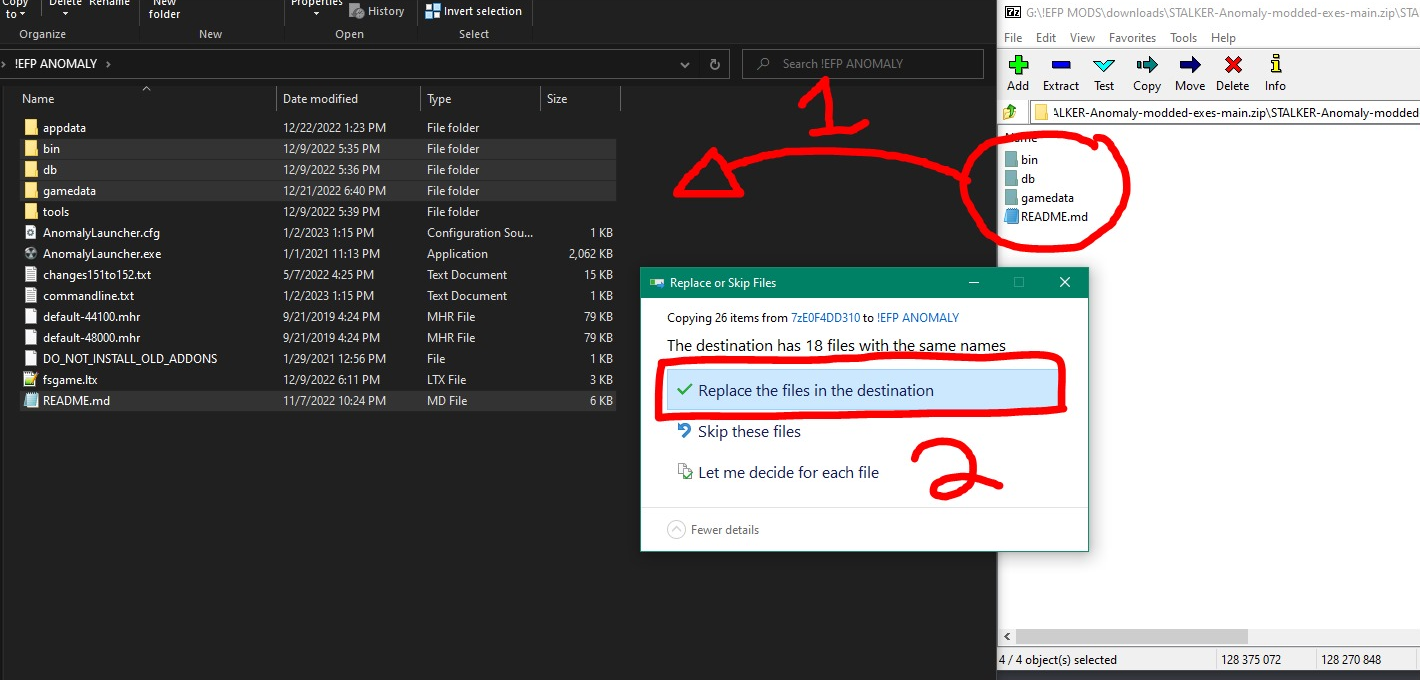 Copy
to
Delete
Rename
New
folder
Properties
History
Invert selection
Organize
New
Open
Select
!EFP ANOMALY
Search !EFP ANOMALY
Name
Date modified
Type
Size
appdata 12/22/2022 1:23 PM File folder
bin 12/9/2022 5:35 PM File folder
db 12/9/2022 5:36 PM File folder
gamedata 12/21/2022 6:40 PM File folder
tools 12/9/2022 5:39 PM File folder
AnomalyLauncher.cfg 1/2/2023 1:15 PM Configuration Sou... 1 KB
AnomalyLauncher.exe 1/1/2021 11:13 PM Application 2,062 KB
changes151to152.txt 5/7/2022 4:25 PM Text Document 15 KB
commandline.txt 1/2/2023 1:15 PM Text Document 1 KB
default-44100.mhr 9/21/2019 4:24 PM MHR File 79 KB
default-48000.mhr 9/21/2019 4:24 PM MHR File 79 KB
DO_NOT_INSTALL_OLD_ADDONS 1/29/2021 12:56 PM File 1 KB
fsgame.ltx 12/9/2022 6:11 PM LTX File 3 KB
README.md 11/7/2022 10:24 PM MD File 6 KB
1
7z G:\!EFP MODS\downloads\STALKER-Anomaly-modded-exes-main.zip\STA
File Edit View Favorites Tools Help
Add Extract Test Copy Move Delete Info
ALKER-Anomaly-modded-exes-main.zip\STALKER-Anomaly-modded
Name
bin
db
gamedata
README.md
Replace or Skip Files
Copying 26 items from 7zE0F4DD310 to !EFP ANOMALY
The destination has 18 files with the same names
Replace the files in the destination
Skip these files
Let me decide for each file
2
Fewer details
4 / 4 object(s) selected 128 375 072 128 270 848